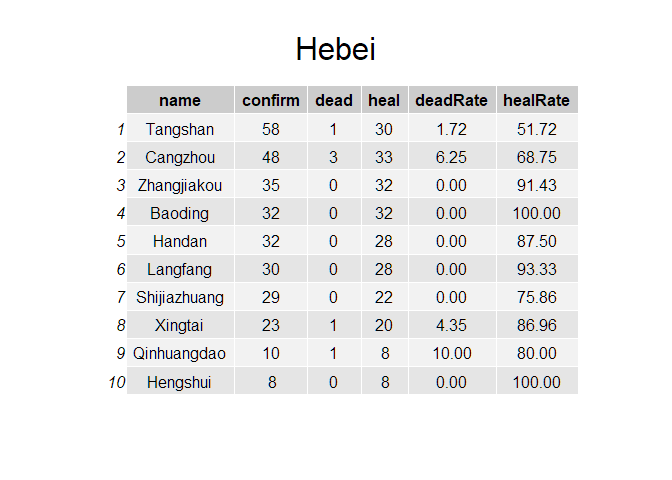 Hebei
name confirm dead heal deadRate healRate
1 Tangshan 58 1 30 1.72 51.72
2 Cangzhou 48 3 33 6.25 68.75
3 Zhangjiakou 35 0 32 0.00 91.43
4 Baoding 32 0 32 0.00 100.00
5 Handan 32 0 28 0.00 87.50
6 Langfang 30 0 28 0.00 93.33
7 Shijiazhuang 29 0 22 0.00 75.86
8 Xingtai 23 1 20 4.35 86.96
9 Qinhuangdao 10 1 8 10.00 80.00
10 Hengshui 8 0 8 0.00 100.00